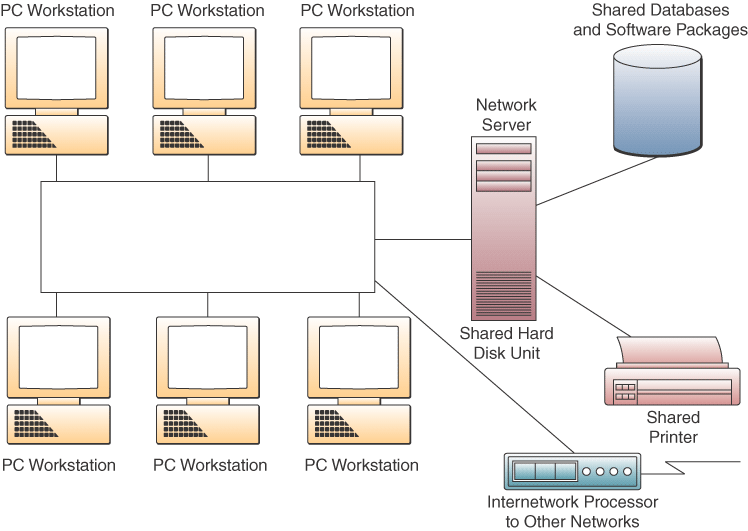 PC Workstation
PC Workstation
PC Workstation
Shared Databases
and Software Packages
Network
Server
Shared Hard
Disk Unit
Shared
Printer
PC Workstation
PC Workstation
PC Workstation
Internetwork Processor
to Other Networks